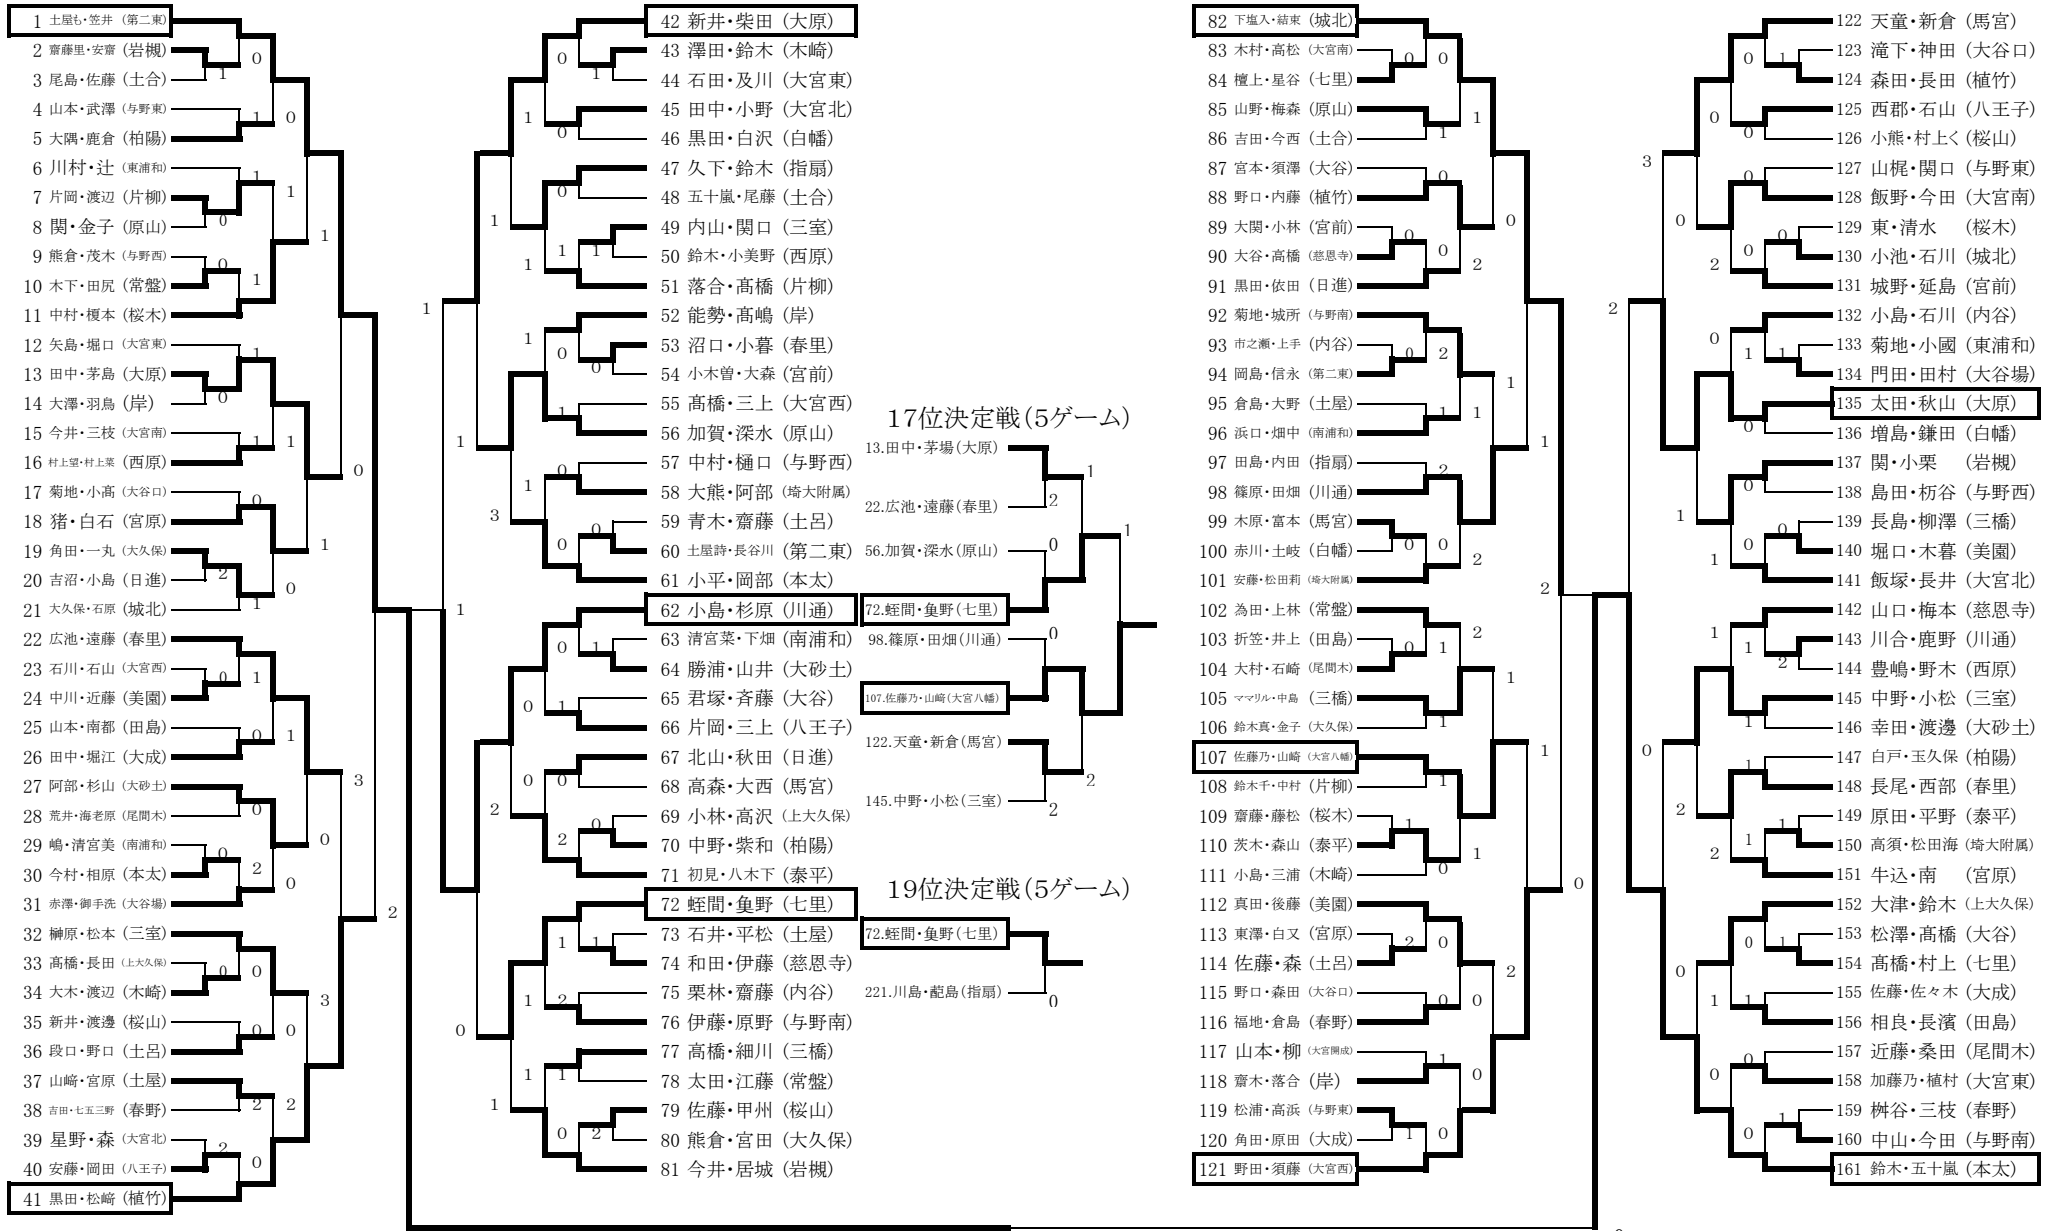 1 土屋も・笠井 (第二東)
2 齋藤里・安齋 (岩槻)
3 尾島・佐藤 (土合)
4 山本・武澤 (与野東)
5 大隅・鹿倉 (柏陽)
6 川村・辻 (東浦和)
7 片岡・渡辺 (片柳)
8 関・金子 (原山)
9 熊倉・茂木 (与野西)
10 木下・田尻 (常盤)
11 中村・榎本 (桜木)
12 矢島・堀口 (大宮東)
13 田中・茅島 (大原)
14 大澤・羽鳥 (岸)
15 今井・三枝 (大宮南)
16 村上望・村上菜 (西原)
17 菊地・小髙 (大谷口)
18 猪・白石 (宮原)
19 角田・一丸 (大久保)
20 吉沼・小島 (日進)
21 大久保・石原 (城北)
22 広池・遠藤 (春里)
23 石川・石山 (大宮西)
24 中川・近藤 (美園)
25 山本・南都 (田島)
26 田中・堀江 (大成)
27 阿部・杉山 (大砂土)
28 荒井・海老原 (尾間木)
29 嶋・清宮美 (南浦和)
30 今村・相原 (本太)
31 赤澤・御手洗 (大谷場)
32 榊原・松本 (三室)
33 髙橋・長田 (上大久保)
34 大木・渡辺 (木崎)
35 新井・渡邊 (桜山)
36 段口・野口 (土呂)
37 山﨑・宮原 (土屋)
38 吉田・七五三野 (春野)
39 星野・森 (大宮北)
40 安藤・岡田 (八王子)
41 黒田・松﨑 (植竹)
42 新井・柴田 (大原)
43 澤田・鈴木 (木崎)
44 石田・及川 (大宮東)
45 田中・小野 (大宮北)
46 黒田・白沢 (白幡)
47 久下・鈴木 (指扇)
48 五十嵐・尾藤 (土合)
49 内山・関口 (三室)
50 鈴木・小美野 (西原)
51 落合・髙橋 (片柳)
52 能勢・髙嶋 (岸)
53 沼口・小暮 (春里)
54 小木曽・大森 (宮前)
55 髙橋・三上 (大宮西)
56 加賀・深水 (原山)
57 中村・樋口 (与野西)
58 大熊・阿部 (埼大附属)
59 青木・齋藤 (土呂)
60 土屋詩・長谷川 (第二東)
61 小平・岡部 (本太)
62 小島・杉原 (川通)
63 清宮菜・下畑 (南浦和)
64 勝浦・山井 (大砂土)
65 君塚・斉藤 (大谷)
66 片岡・三上 (八王子)
67 北山・秋田 (日進)
68 高森・大西 (馬宮)
69 小林・高沢 (上大久保)
70 中野・紫和 (柏陽)
71 初見・八木下 (泰平)
72 蛭間・亀野 (七里)
73 石井・平松 (土屋)
74 和田・伊藤 (慈恩寺)
75 栗林・齋藤 (内谷)
76 伊藤・原野 (与野南)
77 高橋・細川 (三橋)
78 太田・江藤 (常盤)
79 佐藤・甲州 (桜山)
80 熊倉・宮田 (大久保)
81 今井・居城 (岩槻)
17位決定戦(5ゲーム)
13.田中・茅場(大原)
22.広池・遠藤(春里)
56.加賀・深水(原山)
72.蛭間・亀野(七里)
98.篠原・田畑(川通)
107.佐藤乃・山﨑(大宮八幡)
122.天童・新倉(馬宮)
145.中野・小松(三室)
19位決定戦(5ゲーム)
72.蛭間・亀野(七里)
82 下塩入・結束 (城北)
83 木村・高松 (大宮南)
84 檀上・星谷 (七里)
85 山野・梅森 (原山)
86 吉田・今西 (土合)
87 宮本・須澤 (大谷)
88 野口・内藤 (植竹)
89 大関・小林 (宮前)
90 大谷・高橋 (慈恩寺)
91 黒田・依田 (日進)
92 菊地・城所 (与野南)
93 市之瀬・上手 (内谷)
94 岡島・信永 (第二東)
95 倉島・大野 (土屋)
96 浜口・畑中 (南浦和)
97 田島・内田 (指扇)
98 篠原・田畑 (川通)
99 木原・富本 (馬宮)
100 赤川・土岐 (白幡)
101 安藤・松田莉 (埼大附属)
102 為田・上林 (常盤)
103 折笠・井上 (田島)
104 大村・石崎 (尾間木)
105 ママリル・中島 (三橋)
106 鈴木真・金子 (大久保)
107 佐藤乃・山﨑 (大宮八幡)
108 鈴木千・中村 (片柳)
109 齋藤・藤松 (桜木)
110 茨木・森山 (泰平)
111 小島・三浦 (木崎)
112 真田・後藤 (美園)
113 東澤・白又 (宮原)
114 佐藤・森 (土呂)
115 野口・森田 (大谷口)
116 福地・倉島 (春野)
117 山本・柳 (大宮開成)
118 齋木・落合 (岸)
119 松浦・高浜 (与野東)
120 角田・原田 (大成)
121 野田・須藤 (大宮西)
122 天童・新倉 (馬宮)
123 滝下・神田 (大谷口)
124 森田・長田 (植竹)
125 西郡・石山 (八王子)
126 小熊・村上く (桜山)
127 山梶・関口 (与野東)
128 飯野・今田 (大宮南)
129 東・清水 (桜木)
130 小池・石川 (城北)
131 城野・延島 (宮前)
132 小島・石川 (内谷)
133 菊地・小國 (東浦和)
134 門田・田村 (大谷場)
135 太田・秋山 (大原)
136 増島・鎌田 (白幡)
137 関・小栗 (岩槻)
138 島田・栃谷 (与野西)
139 長島・柳澤 (三橋)
140 堀口・木暮 (美園)
141 飯塚・長井 (大宮北)
142 山口・梅本 (慈恩寺)
143 川合・鹿野 (川通)
144 豊嶋・野木 (西原)
145 中野・小松 (三室)
146 幸田・渡邊 (大砂土)
147 白戸・玉久保 (柏陽)
148 長尾・西部 (春里)
149 原田・平野 (泰平)
150 高須・松田海 (埼大附属)
151 牛込・南 (宮原)
152 大津・鈴木 (上大久保)
153 松澤・髙橋 (大谷)
154 髙橋・村上 (七里)
155 佐藤・佐々木 (大成)
156 相良・長濱 (田島)
157 近藤・桑田 (尾間木)
158 加藤乃・植村 (大宮東)
159 桝谷・三枝 (春野)
160 中山・今田 (与野南)
161 鈴木・五十嵐 (本太)